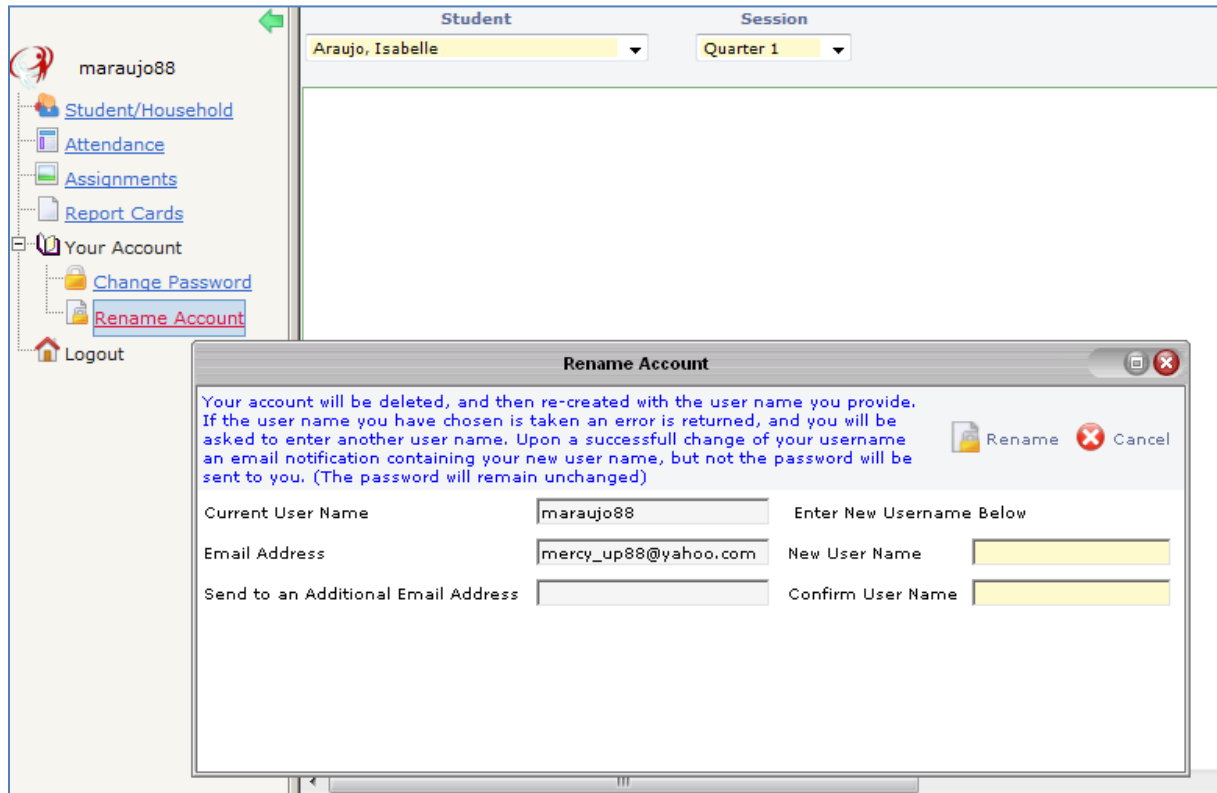 Student Session
Araujo, Isabelle Quarter 1
maraujo88
Student/Household
Attendance
Assignments
Report Cards
Your Account
Change Password
Rename Account
Logout
Rename Account
Your account will be deleted, and then re-created with the user name you provide.
If the user name you have chosen is taken an error is returned, and you will be
asked to enter another user name. Upon a successfull change of your username
an email notification containing your new user name, but not the password will be
sent to you. (The password will remain unchanged)
Rename Cancel
Current User Name maraujo88 Enter New Username Below
Email Address mercy_up88@yahoo.com New User Name
Send to an Additional Email Address Confirm User Name